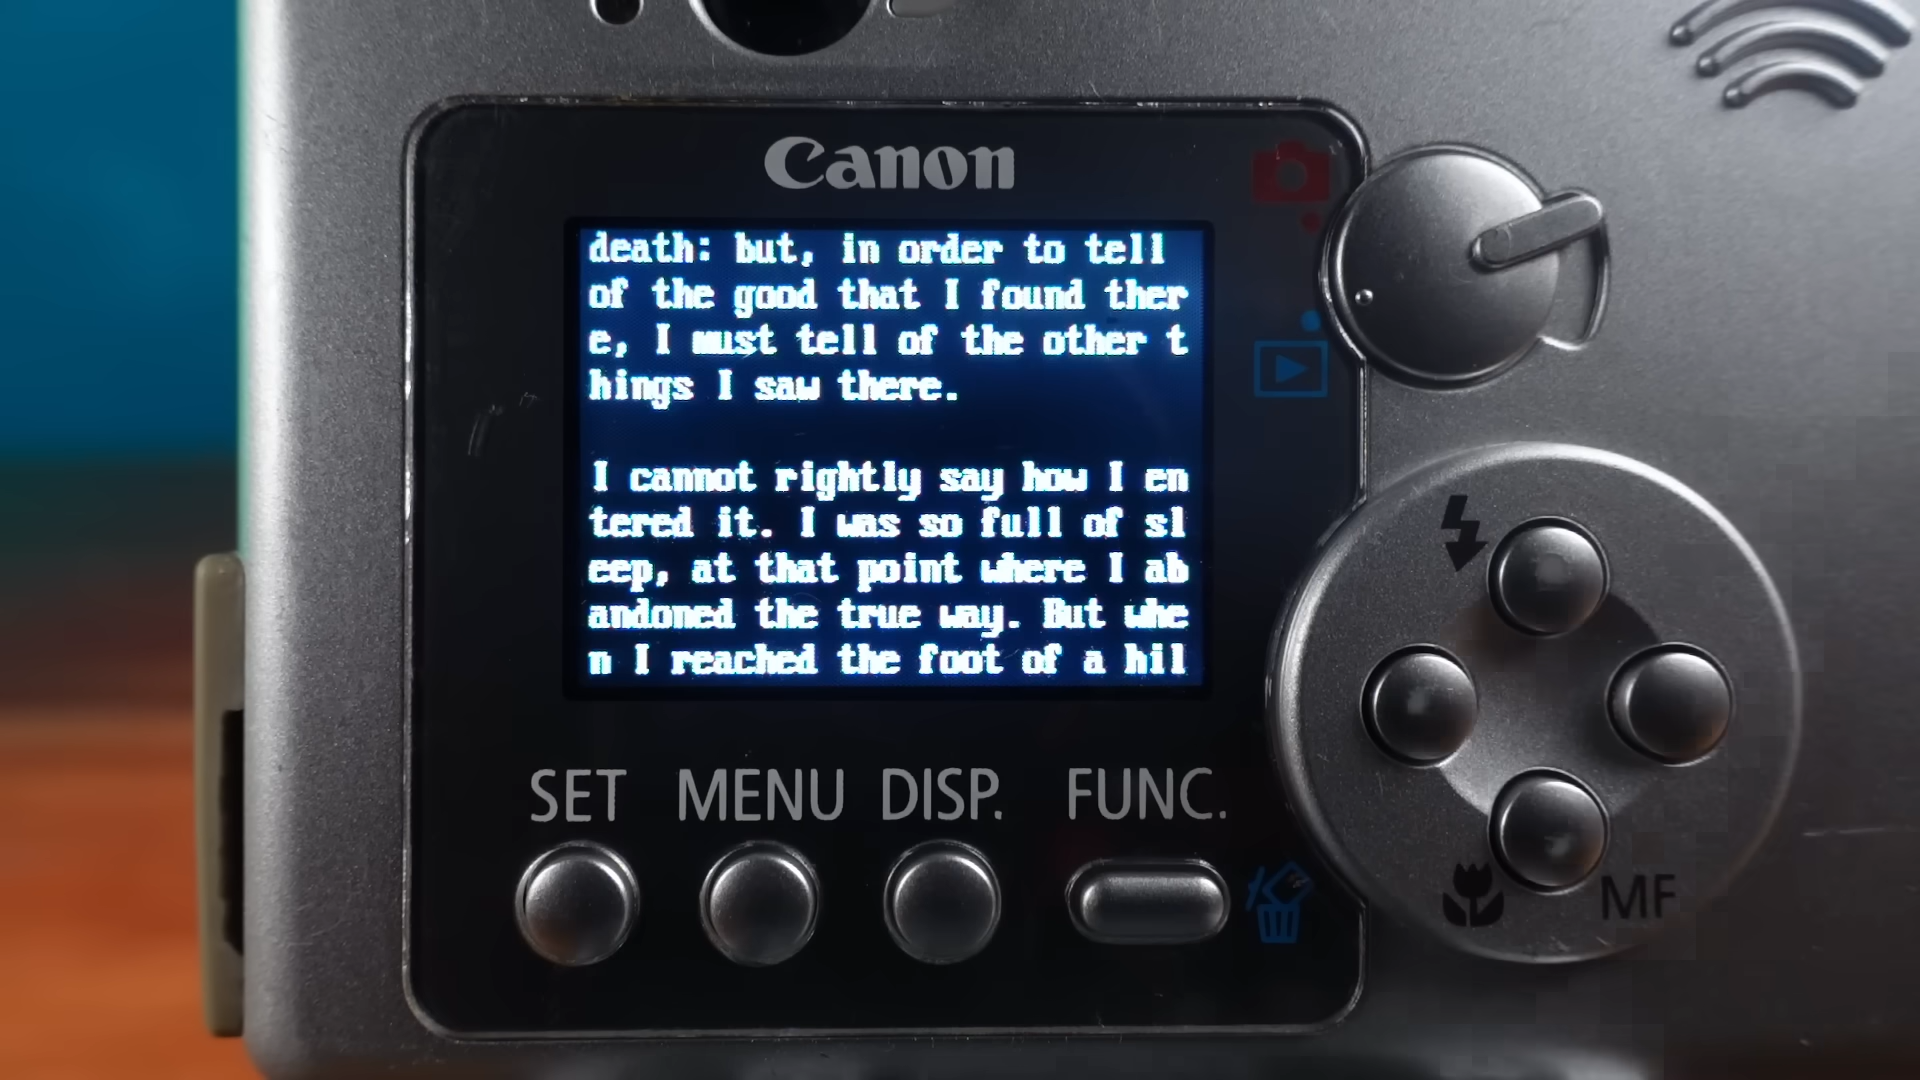 Canon
death: but, in order to tell
of the good that I found ther
e, I must tell of the other t
hings I saw there.
I cannot rightly say how I en
tered it. I was so full of sl
eep, at that point where I ab
andoned the true way. But whe
n I reached the foot of a hil
SET MENU DISP. FUNC.
MF